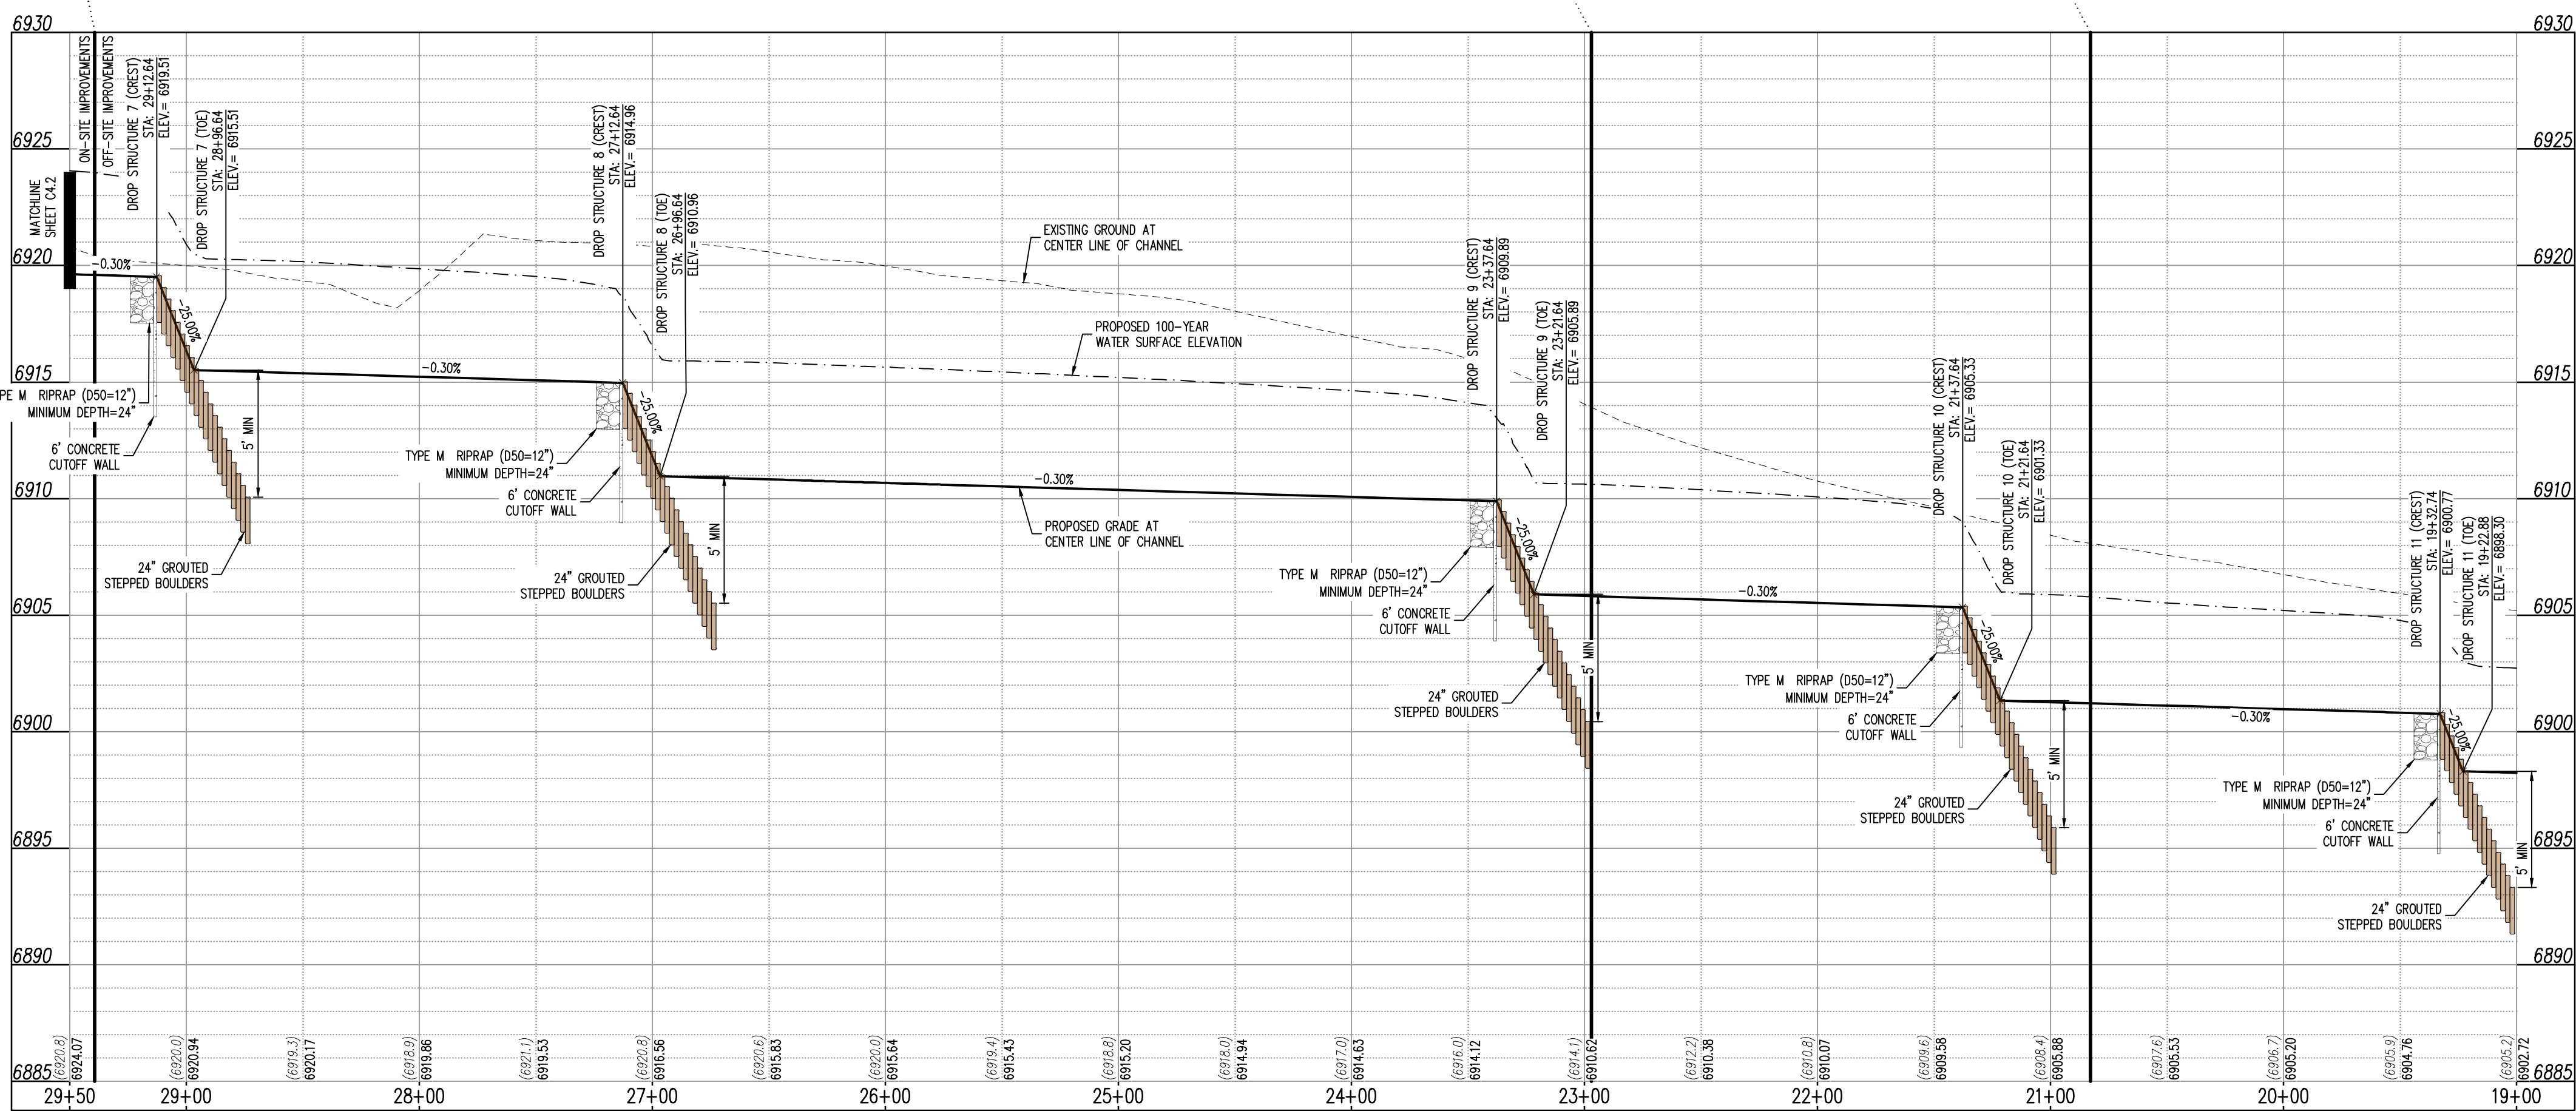 6930
6925
6920
6915
6910
6905
6900
6895
6890
6885
MATCHLINE
SHEET C4.2
ON-SITE IMPROVEMENTS
OFF-SITE IMPROVEMENTS
DROP STRUCTURE 7 (CREST)
STA: 29+12.64
ELEV.= 6919.51
DROP STRUCTURE 7 (TOE)
STA: 28+96.64
ELEV.= 6915.51
-0.30%
-25.00%
PE M RIPRAP (D50=12")
MINIMUM DEPTH=24"
6' CONCRETE
CUTOFF WALL
24" GROUTED
STEPPED BOULDERS
5' MIN
-0.30%
DROP STRUCTURE 8 (CREST)
STA: 27+12.64
ELEV.= 6914.96
DROP STRUCTURE 8 (TOE)
STA: 26+96.64
ELEV.= 6910.96
-25.00%
TYPE M RIPRAP (D50=12")
MINIMUM DEPTH=24"
6' CONCRETE
CUTOFF WALL
24" GROUTED
STEPPED BOULDERS
5' MIN
EXISTING GROUND AT
CENTER LINE OF CHANNEL
PROPOSED 100-YEAR
WATER SURFACE ELEVATION
-0.30%
PROPOSED GRADE AT
CENTER LINE OF CHANNEL
DROP STRUCTURE 9 (CREST)
STA: 23+37.64
ELEV.= 6909.89
DROP STRUCTURE 9 (TOE)
STA: 23+21.64
ELEV.= 6905.89
-25.00%
TYPE M RIPRAP (D50=12")
MINIMUM DEPTH=24"
6' CONCRETE
CUTOFF WALL
24" GROUTED
STEPPED BOULDERS
5' MIN
-0.30%
DROP STRUCTURE 10 (CREST)
STA: 21+37.64
ELEV.= 6905.33
DROP STRUCTURE 10 (TOE)
STA: 21+21.64
ELEV.= 6901.33
-25.00%
TYPE M RIPRAP (D50=12")
MINIMUM DEPTH=24"
6' CONCRETE
CUTOFF WALL
24" GROUTED
STEPPED BOULDERS
5' MIN
-0.30%
DROP STRUCTURE 11 (CREST)
STA: 19+32.74
ELEV.= 6900.77
DROP STRUCTURE 11 (TOE)
STA: 19+22.88
ELEV.= 6898.30
-25.00%
TYPE M RIPRAP (D50=12")
MINIMUM DEPTH=24"
6' CONCRETE
CUTOFF WALL
24" GROUTED
STEPPED BOULDERS
5' MIN
6930
6925
6920
6915
6910
6905
6900
6895
6890
6885
(6920.8)
6924.07
(6920.0)
6920.94
(6919.3)
6920.17
(6918.9)
6919.86
(6921.1)
6919.53
(6920.8)
6916.56
(6920.6)
6915.83
(6920.0)
6915.64
(6919.4)
6915.43
(6918.8)
6915.20
(6918.0)
6914.94
(6917.0)
6914.63
(6916.0)
6914.12
(6914.1)
6910.62
(6912.2)
6910.38
(6910.8)
6910.07
(6909.6)
6909.58
(6908.4)
6905.88
(6907.6)
6905.53
(6906.7)
6905.20
(6905.9)
6904.76
(6905.2)
6902.72
29+50
29+00
28+00
27+00
26+00
25+00
24+00
23+00
22+00
21+00
20+00
19+00